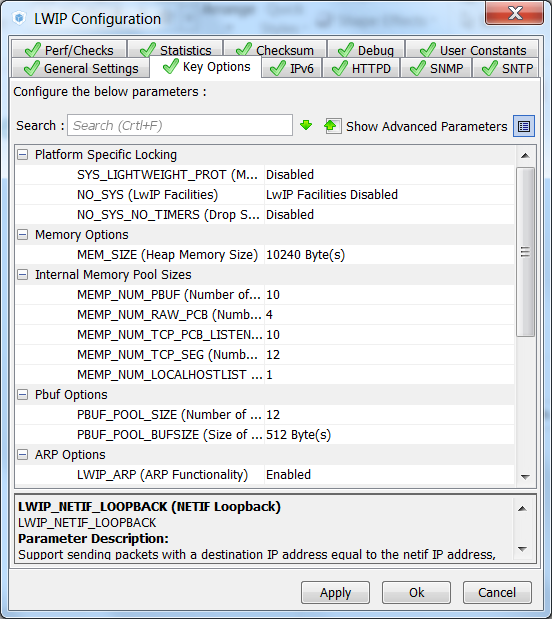 LWIP Configuration
Perf/Checks Statistics Checksum Debug User Constants
General Settings Key Options IPv6 HTTPD SNMP SNTP
Configure the below parameters :
Search : Search (Crtl+F) Show Advanced Parameters
Platform Specific Locking
SYS_LIGHTWEIGHT_PROT (M... Disabled
NO_SYS (LwIP Facilities) LwIP Facilities Disabled
NO_SYS_NO_TIMERS (Drop S... Disabled
Memory Options
MEM_SIZE (Heap Memory Size) 10240 Byte(s)
Internal Memory Pool Sizes
MEMP_NUM_PBUF (Number of... 10
MEMP_NUM_RAW_PCB (Numb... 4
MEMP_NUM_TCP_PCB_LISTEN... 10
MEMP_NUM_TCP_SEG (Numb... 12
MEMP_NUM_LOCALHOSTLIST ... 1
Pbuf Options
PBUF_POOL_SIZE (Number of ... 12
PBUF_POOL_BUFSIZE (Size of ... 512 Byte(s)
ARP Options
LWIP_ARP (ARP Functionality) Enabled
LWIP_NETIF_LOOPBACK (NETIF Loopback)
LWIP_NETIF_LOOPBACK
Parameter Description:
Support sending packets with a destination IP address equal to the netif IP address,
Apply Ok Cancel